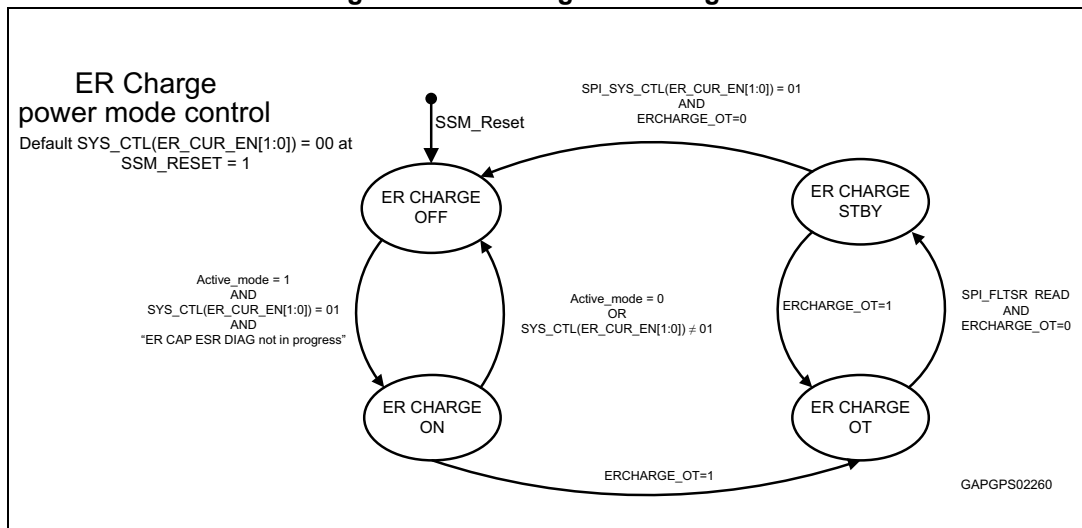 ER Charge
power mode control
Default SYS_CTL(ER_CUR_EN[1:0]) = 00 at
SSM_RESET = 1
SSM_Reset
SPI_SYS_CTL(ER_CUR_EN[1:0]) = 01
AND
ERCHARGE_OT=0
ER CHARGE
OFF
ER CHARGE
STBY
Active_mode = 1
AND
SYS_CTL(ER_CUR_EN[1:0]) = 01
AND
“ER CAP ESR DIAG not in progress”
Active_mode = 0
OR
SYS_CTL(ER_CUR_EN[1:0]) ≠ 01
ERCHARGE_OT=1
SPI_FLTSR READ
AND
ERCHARGE_OT=0
ER CHARGE
ON
ER CHARGE
OT
ERCHARGE_OT=1
GAPGPS02260